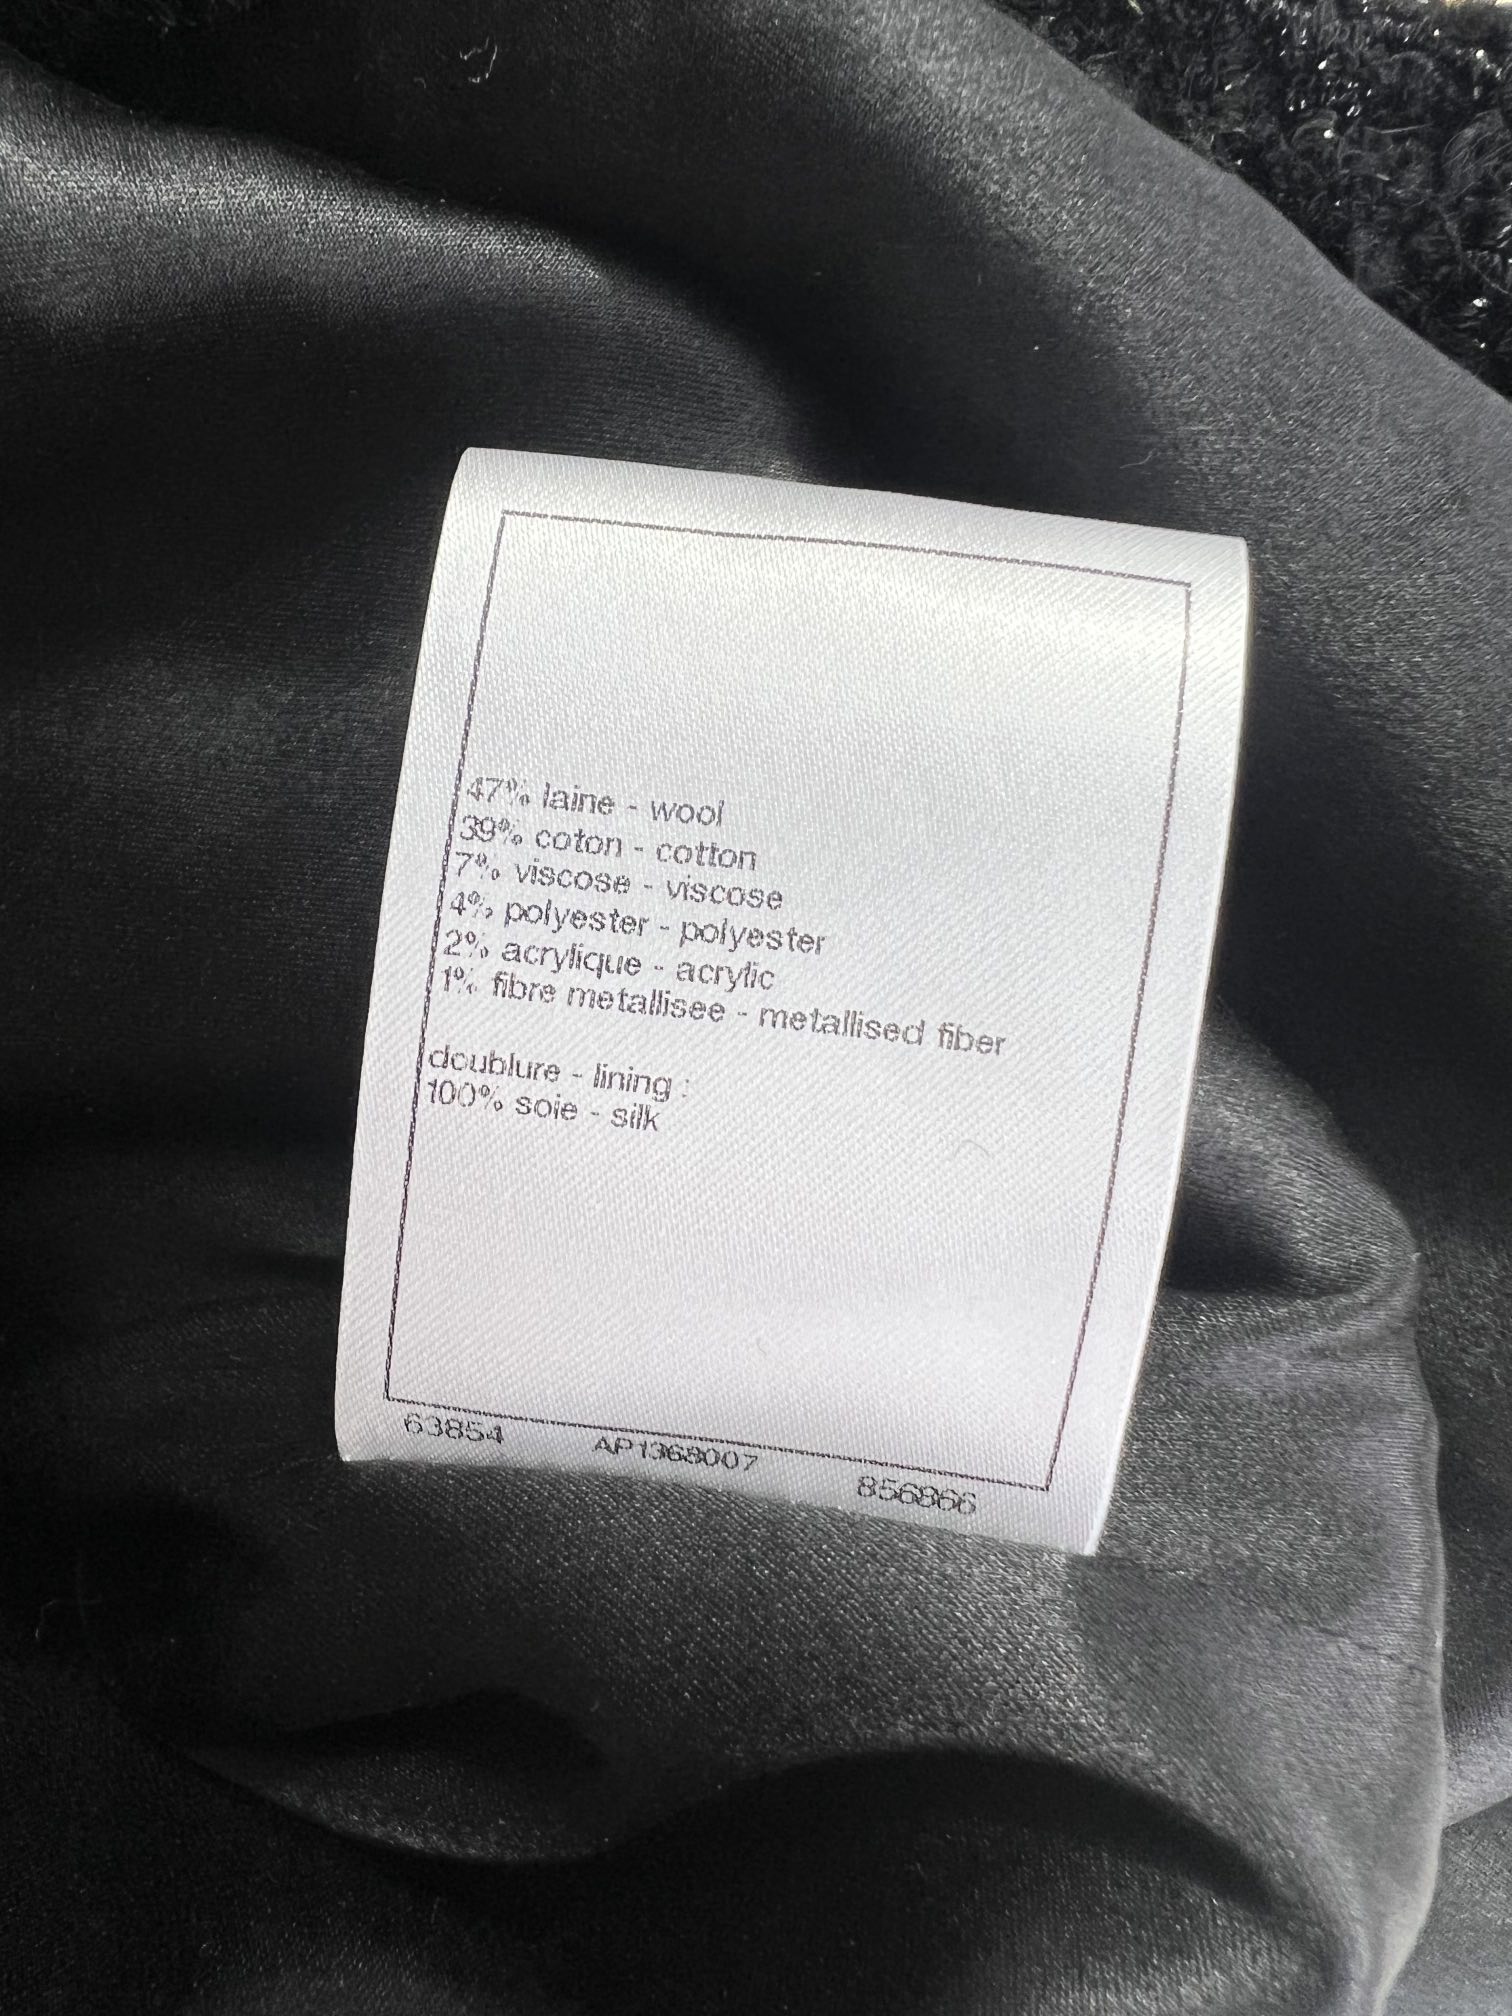 47% laine - wool
39% coton - cotton
7% viscose - viscose
4% polyester - polyester
2% acrylique - acrylic
1% fibre metallisee - metallised fiber
doublure - lining :
100% soie - silk
63854 AP1368007 856866